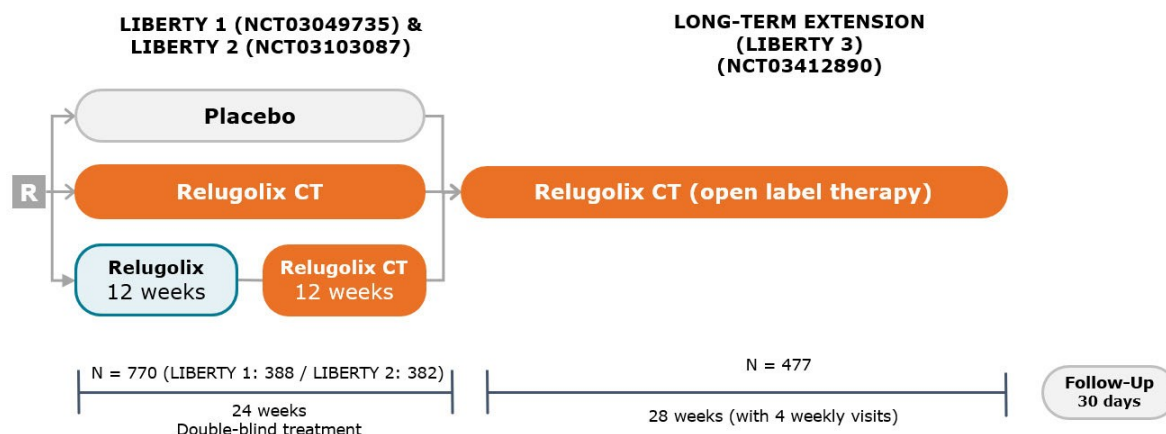 LIBERTY 1 (NCT03049735) &
LIBERTY 2 (NCT03103087)
LONG-TERM EXTENSION
(LIBERTY 3)
(NCT03412890)
Placebo
R
Relugolix CT
Relugolix CT (open label therapy)
Relugolix
12 weeks
Relugolix CT
12 weeks
N = 770 (LIBERTY 1: 388 / LIBERTY 2: 382)
24 weeks
Double-blind treatment
N = 477
28 weeks (with 4 weekly visits)
Follow-Up
30 days